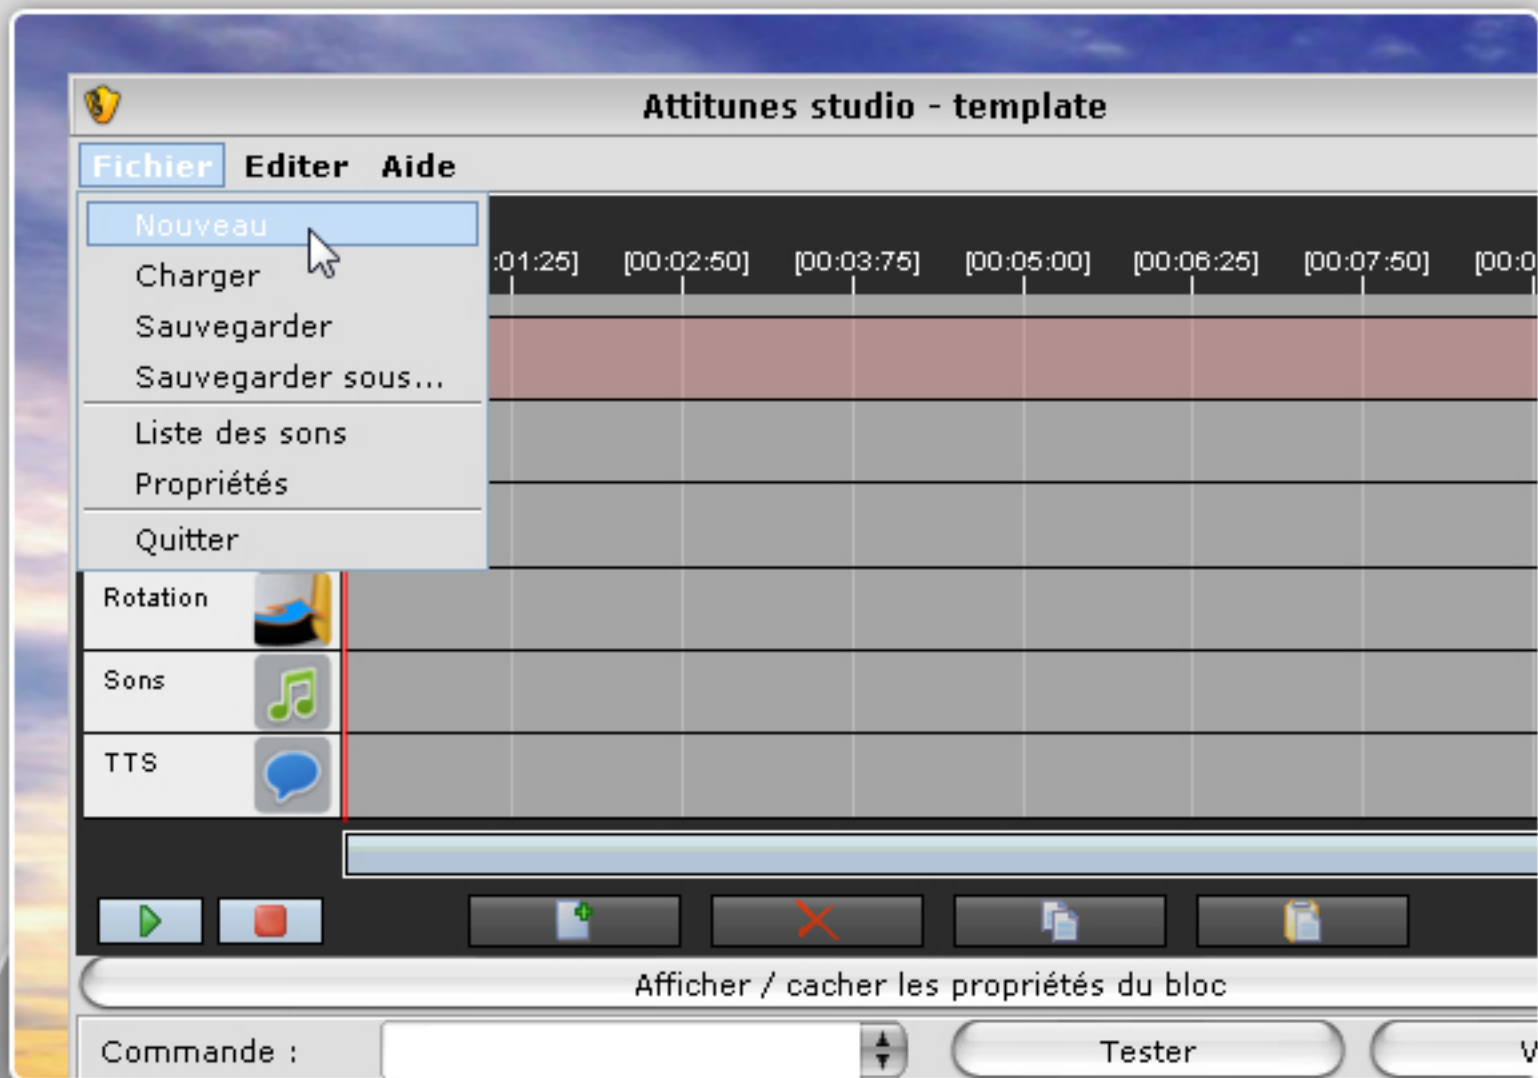 Attitunes studio - template
Fichier Editer Aide
Nouveau
Charger
Sauvegarder
Sauvegarder sous...
Liste des sons
Propriétés
Quitter
:01:25] [00:02:50] [00:03:75] [00:05:00] [00:06:25] [00:07:50] [00:0
Rotation
Sons
TTS
Afficher / cacher les propriétés du bloc
Commande :
Tester
V